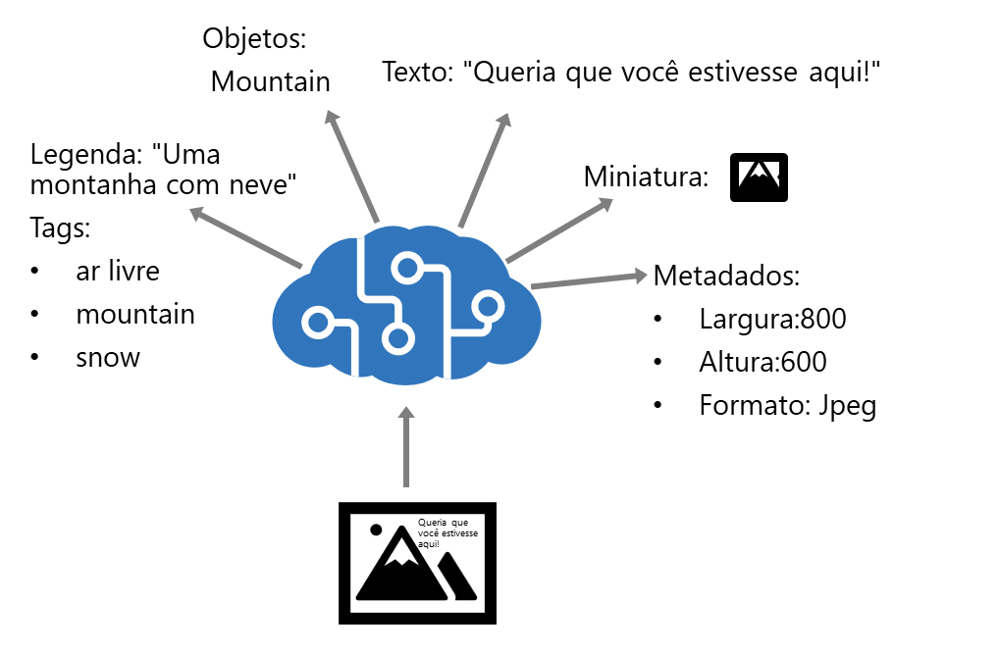 Objetos:
Mountain
Texto: "Queria que você estivesse aqui!"
Legenda: "Uma
montanha com neve"
Tags:
• ar livre
• mountain
• snow
Miniatura:
Metadados:
• Largura:800
• Altura:600
• Formato: Jpeg
Queria que
você estivesse
aqui!